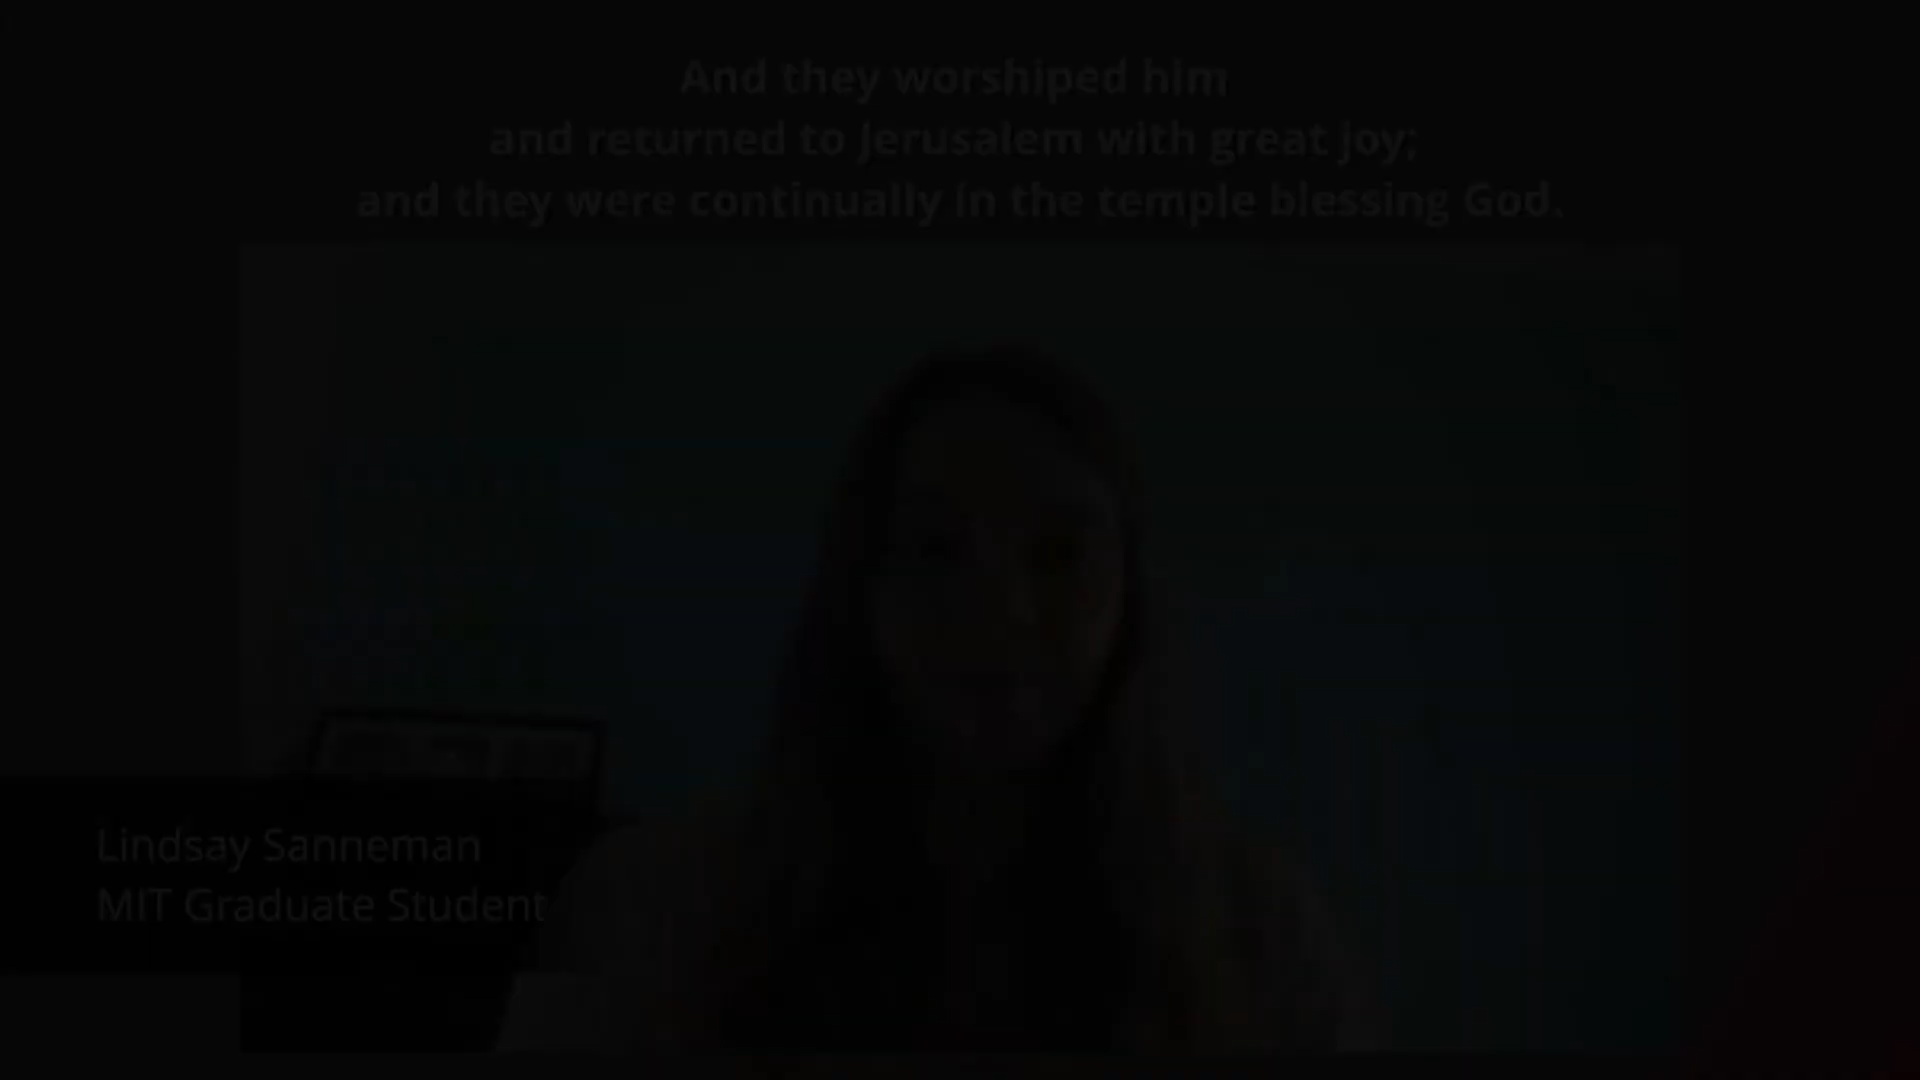 And they worshiped him
and returned to Jerusalem with great joy;
and they were continually in the temple blessing God.
Lindsay Sanneman
MIT Graduate Student